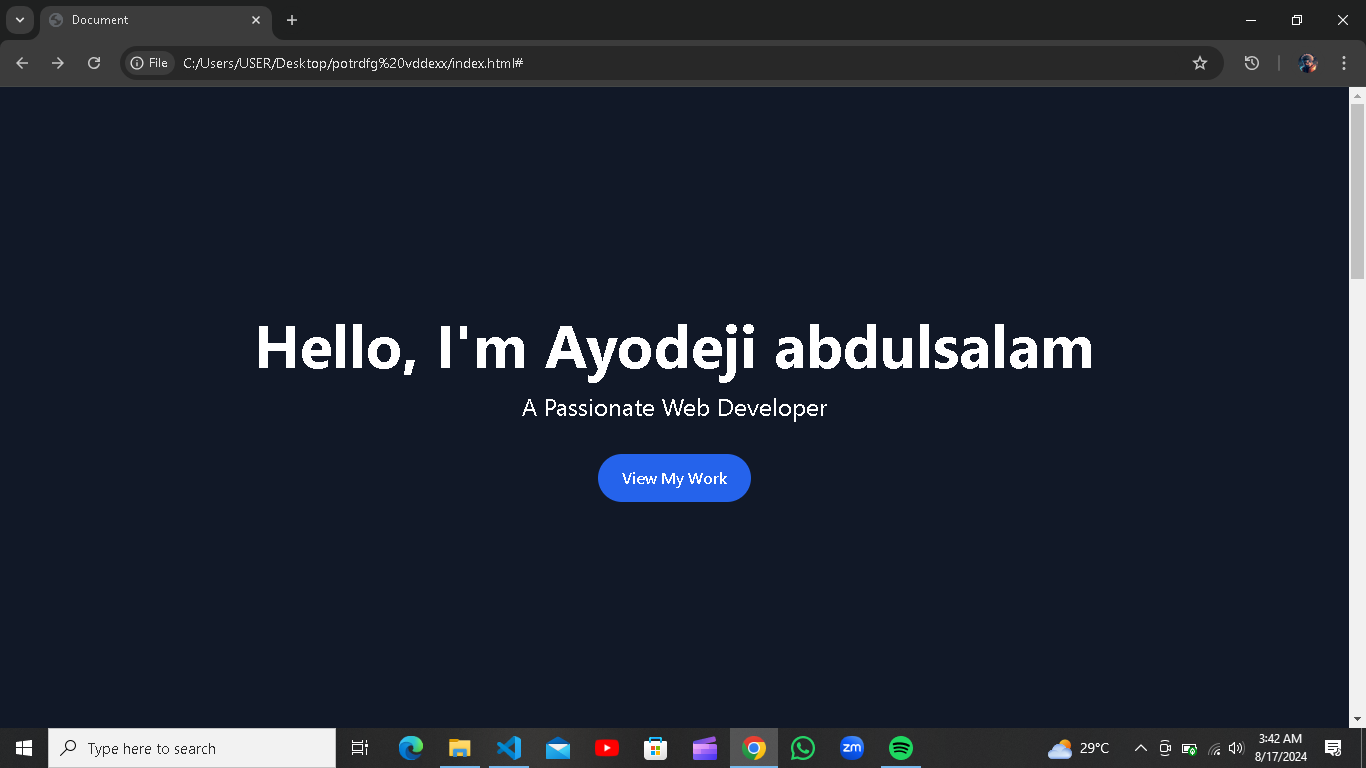 Document
File
C:/Users/USER/Desktop/potrdfg%20vddexx/index.html#
Hello, I'm Ayodeji abdulsalam
A Passionate Web Developer
View My Work
Type here to search
zm
29°C
3:42 AM
8/17/2024